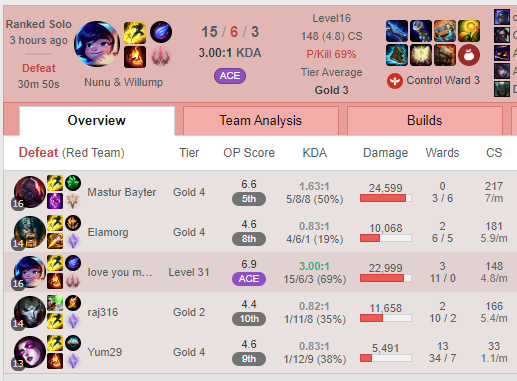 Ranked Solo
3 hours ago
Defeat
30m 50s
Nunu & Willump
15 / 6 / 3
3.00:1 KDA
ACE
Level16
148 (4.8) CS
P/Kill 69%
Tier Average
Gold 3
Control Ward 3
Overview
Team Analysis
Builds
Defeat (Red Team)
Tier
OP Score
KDA
Damage
Wards
CS
16
Mastur Bayter
Gold 4
6.6
5th
1.63:1
5/8/8 (50%)
24,599
0
3 / 6
217
7/m
14
Elamorg
Gold 4
4.6
8th
0.83:1
4/6/1 (19%)
10,068
2
6 / 5
181
5.9/m
16
love you m...
Level 31
6.9
ACE
3.00:1
15/6/3 (69%)
22,999
3
11 / 0
148
4.8/m
14
raj316
Gold 2
4.4
10th
0.82:1
1/11/8 (35%)
11,658
2
10 / 2
166
5.4/m
13
Yum29
Gold 4
4.6
9th
0.83:1
1/12/9 (38%)
5,491
13
34 / 7
33
1.1/m